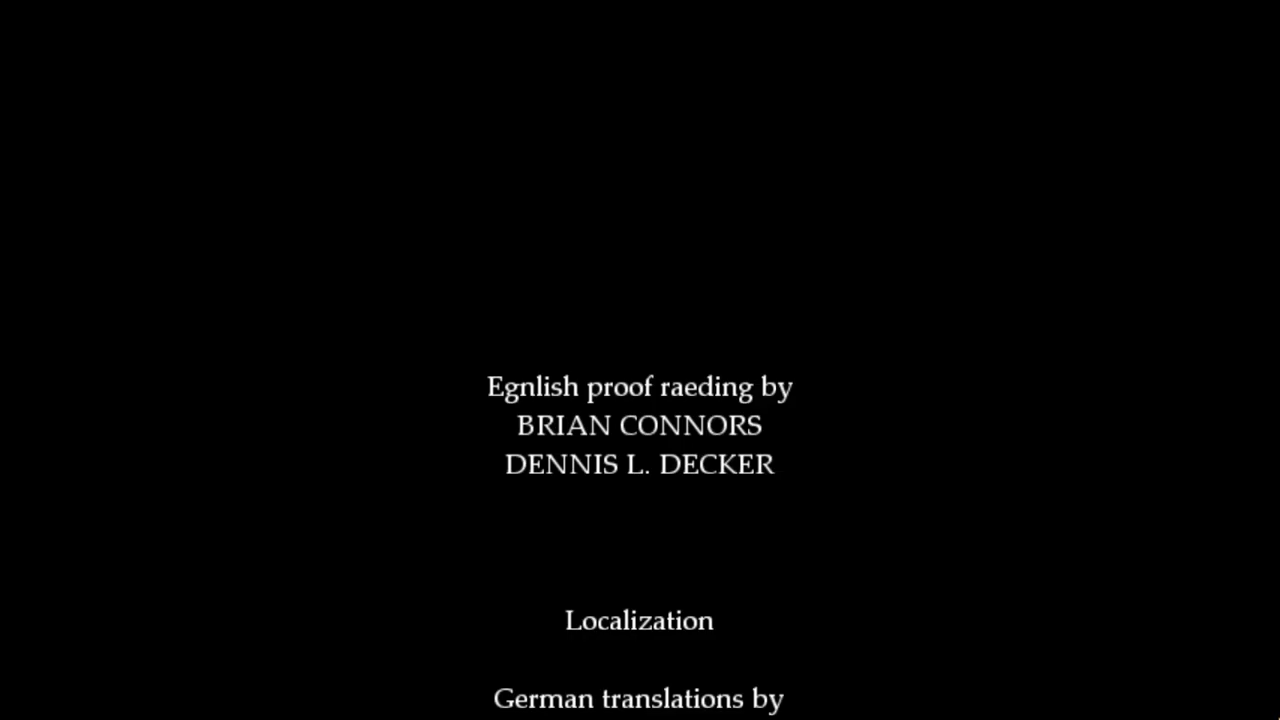 Egnlish proof raeding by
BRIAN CONNORS
DENNIS L. DECKER
Localization
German translations by